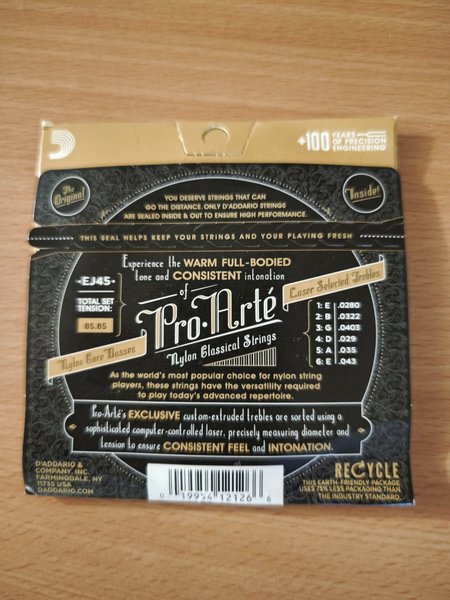 +100 YEARS
OF PRECISION
ENGINEERING
The
Original
Inside!
YOU DESERVE STRINGS THAT CAN
GO THE DISTANCE. ONLY D'ADDARIO STRINGS
ARE SEALED INSIDE & OUT TO ENSURE HIGH PERFORMANCE.
THIS SEAL HELPS KEEP YOUR STRINGS AND YOUR PLAYING FRESH
Experience the WARM FULL-BODIED
tone and CONSISTENT intonation
of
-EJ45-
TOTAL SET
TENSION:
85.85
Pro·Arté
Nylon Classical Strings
Laser Selected Trebles
1: E .0280
2: B .0322
3: G .0403
4: D .029
5: A .035
6: E .043
Nylon Core Basses
As the world's most popular choice for nylon string
players, these strings have the versatility required
to play today's advanced repertoire.
Pro-Arté's EXCLUSIVE custom-extruded trebles are sorted using a
sophisticated computer-controlled laser, precisely measuring diameter and
tension to ensure CONSISTENT FEEL and INTONATION.
D'ADDARIO &
COMPANY, INC.
FARMINGDALE, NY
11735 USA
DADDARIO.COM
0 19954 12126 6
RECYCLE
THIS EARTH-FRIENDLY PACKAGE
USES 75% LESS PACKAGING THAN
THE INDUSTRY STANDARD.